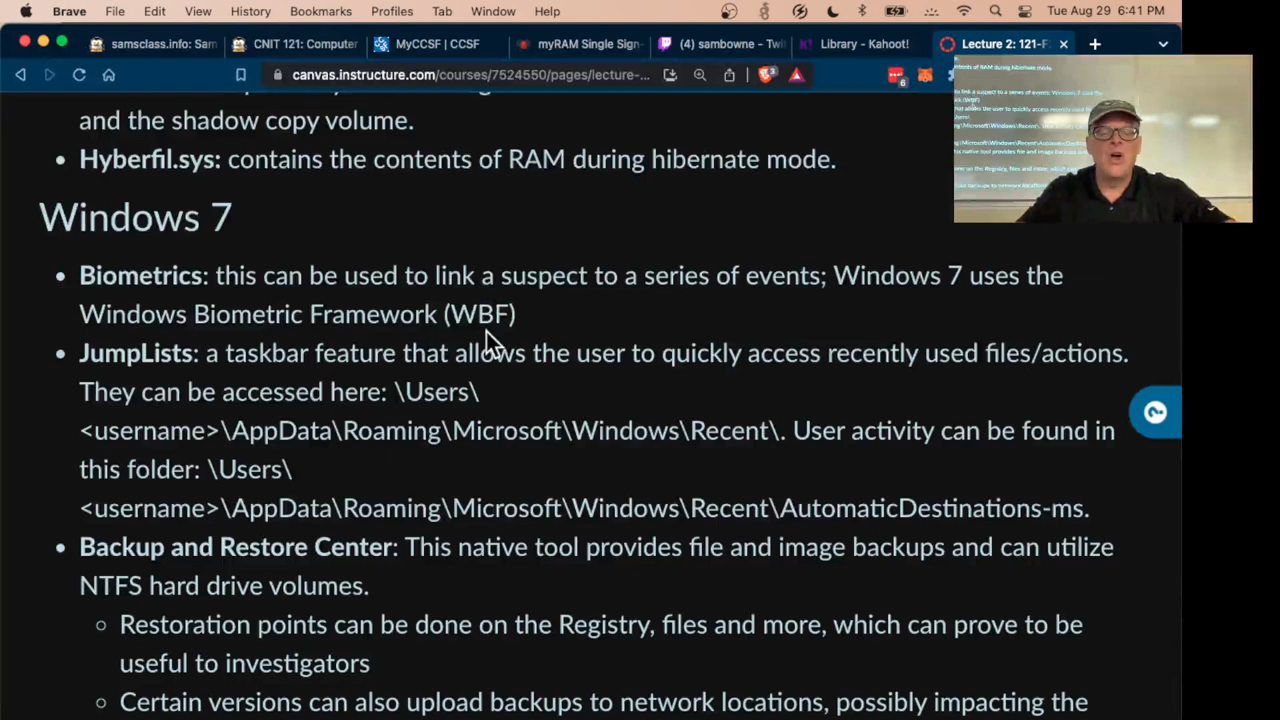 Brave File Edit View History Bookmarks Profiles Tab Window Help Tue Aug 29 6:41 PM
samsclass.info: Sam CNIT 121: Computer MyCCSF | CCSF myRAM Single Sign- (4) sambowne - Twi Library - Kahoot! Lecture 2: 121-F
canvas.instructure.com/courses/7524550/pages/lecture-...
and the shadow copy volume.
• Hyberfil.sys: contains the contents of RAM during hibernate mode.
Windows 7
• Biometrics: this can be used to link a suspect to a series of events; Windows 7 uses the
Windows Biometric Framework (WBF)
• JumpLists: a taskbar feature that allows the user to quickly access recently used files/actions.
They can be accessed here: \Users\
<username>\AppData\Roaming\Microsoft\Windows\Recent\. User activity can be found in
this folder: \Users\
<username>\AppData\Roaming\Microsoft\Windows\Recent\AutomaticDestinations-ms.
• Backup and Restore Center: This native tool provides file and image backups and can utilize
NTFS hard drive volumes.
○ Restoration points can be done on the Registry, files and more, which can prove to be
useful to investigators
○ Certain versions can also upload backups to network locations, possibly impacting the